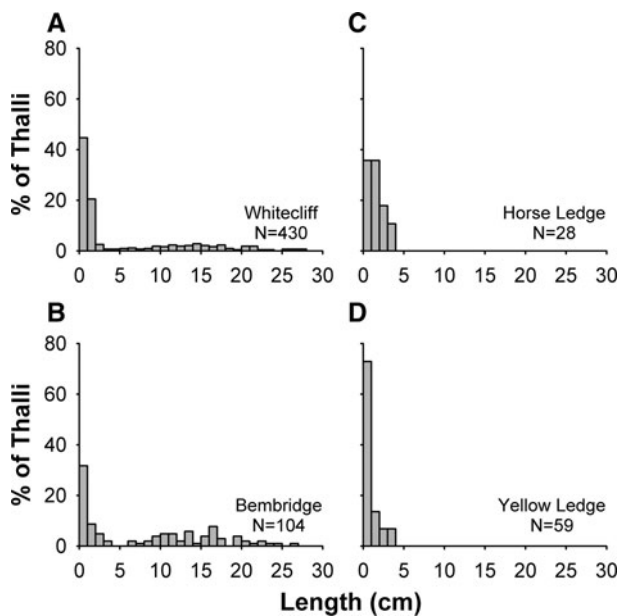 A
80
60
40
20
0
% of Thalli
Whitecliff
N=430
0 5 10 15 20 25 30
C
Horse Ledge
N=28
0 5 10 15 20 25 30
B
80
60
40
20
0
% of Thalli
Bembridge
N=104
0 5 10 15 20 25 30
D
Yellow Ledge
N=59
0 5 10 15 20 25 30
Length (cm)